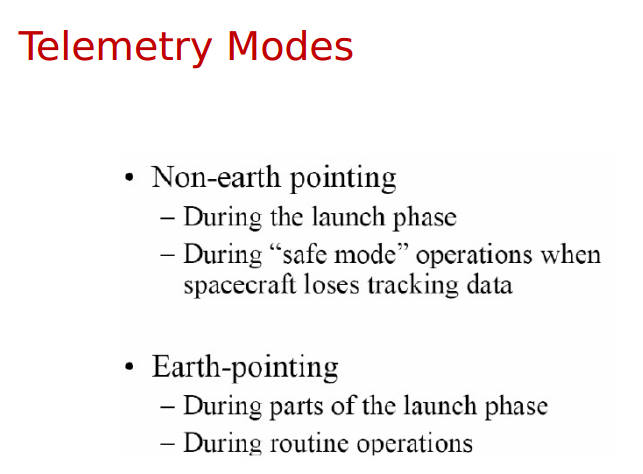 Telemetry Modes
• Non-earth pointing
– During the launch phase
– During “safe mode” operations when
spacecraft loses tracking data
• Earth-pointing
– During parts of the launch phase
– During routine operations